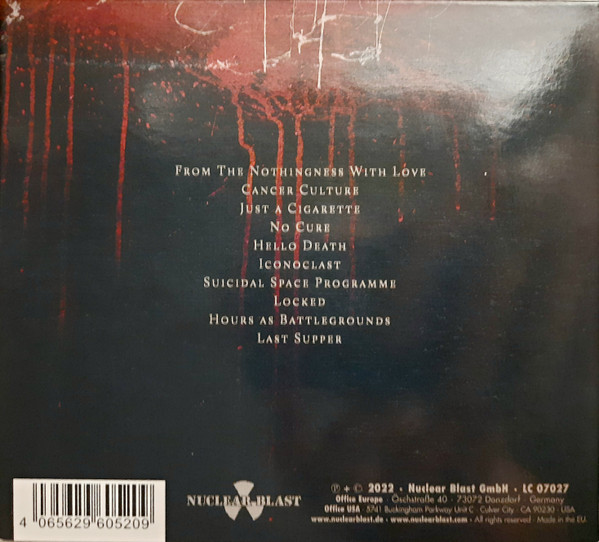 From The Nothingness With Love
Cancer Culture
Just a Cigarette
No Cure
Hello Death
Iconoclast
Suicidal Space Programme
Locked
Hours as Battlegrounds
Last Supper
NUCLEAR BLAST
℗ + © 2022 · Nuclear Blast GmbH · LC 07027
Office Europe · Öschstraße 40 · 73072 Donzdorf · Germany
Office USA · 5741 Buckingham Parkway Unit C · Culver City · CA 90230 · USA
www.nuclearblast.de · www.nuclearblast.com · All rights reserved · Made in the EU
4 065629 605209